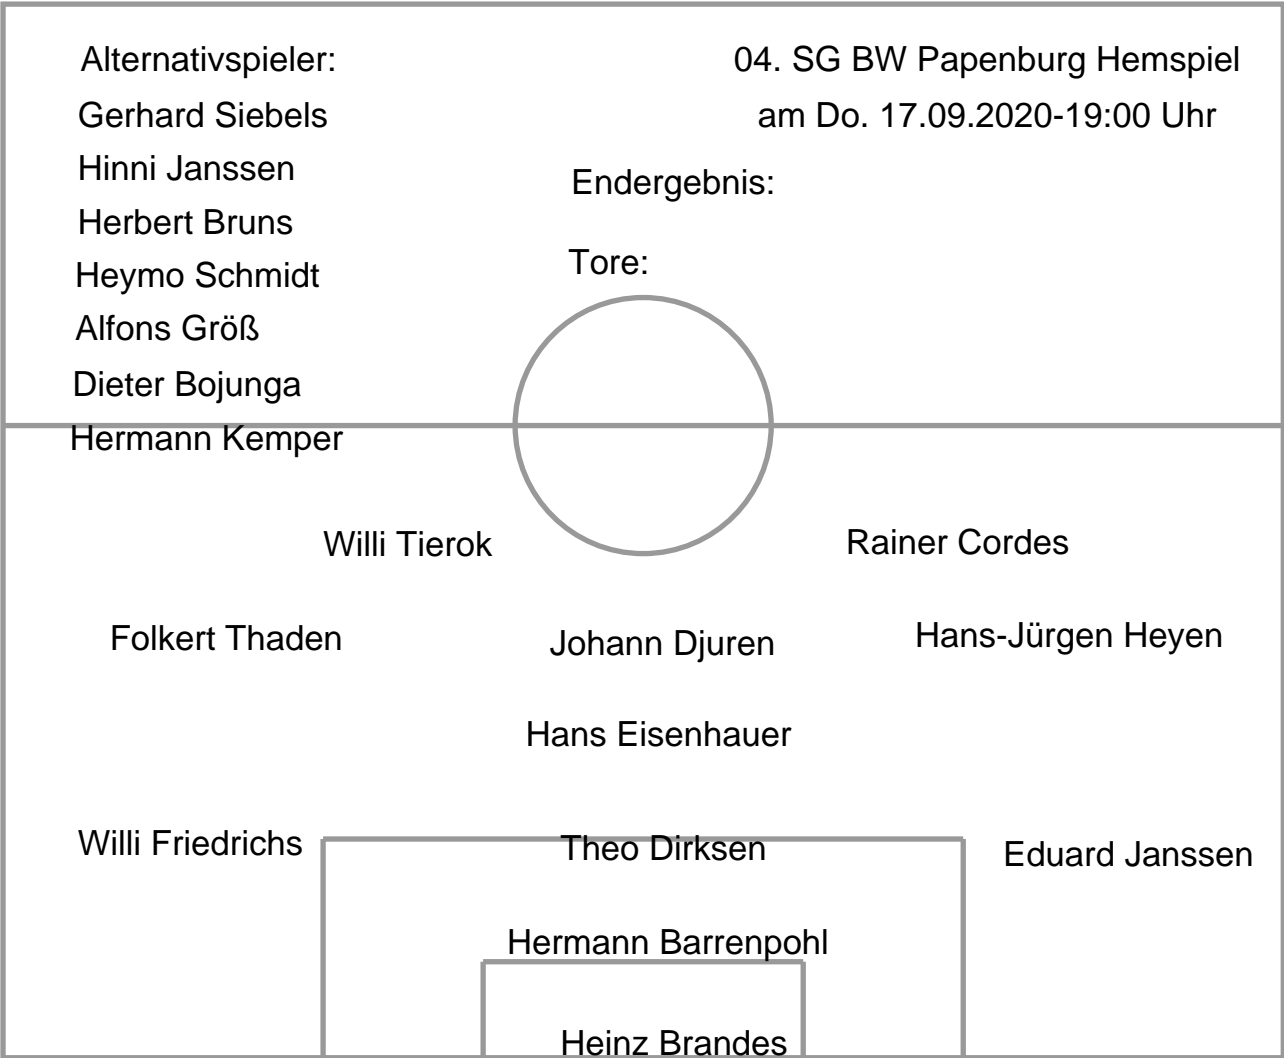 Alternativspieler:
Gerhard Siebels
Hinni Janssen
Herbert Bruns
Heymo Schmidt
Alfons Größ
Dieter Bojunga
Hermann Kemper
04. SG BW Papenburg Hemspiel
am Do. 17.09.2020-19:00 Uhr
Endergebnis:
Tore:
Willi Tierok
Rainer Cordes
Folkert Thaden
Johann Djuren
Hans-Jürgen Heyen
Hans Eisenhauer
Willi Friedrichs
Theo Dirksen
Eduard Janssen
Hermann Barrenpohl
Heinz Brandes